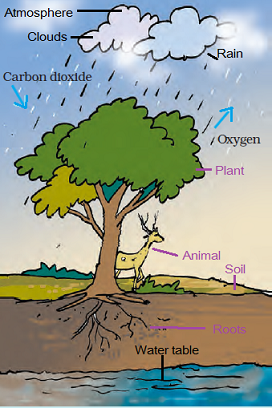 Atmosphere
Clouds
Rain
Carbon dioxide
Oxygen
Plant
Animal
Soil
Roots
Water table